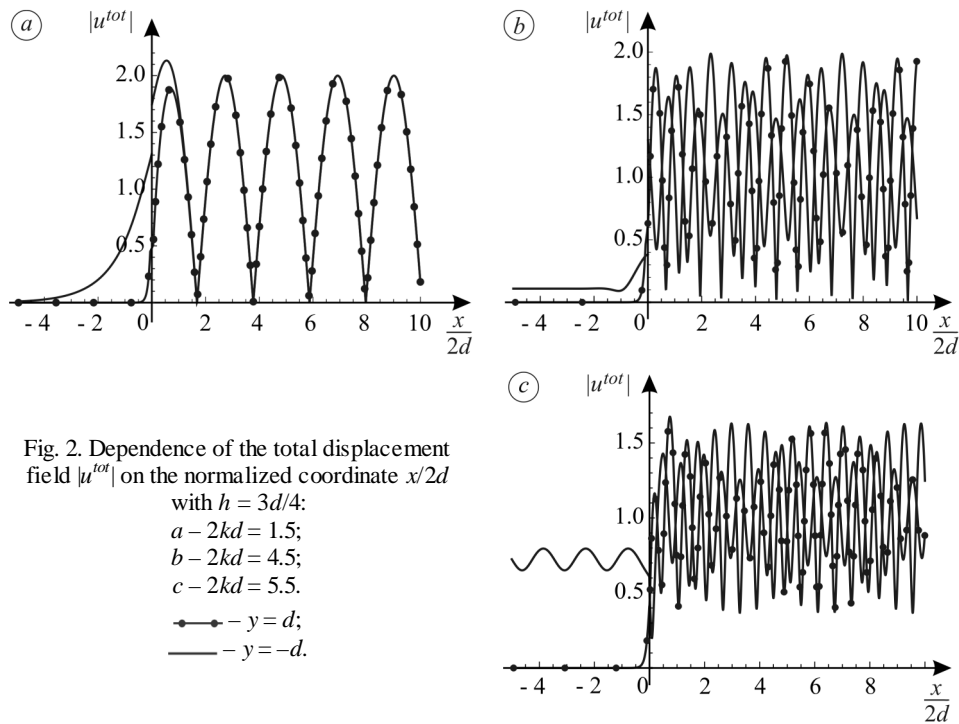 a
|u^{tot}|
2.0
1.5
1.0
0.5
- 4 - 2 0 2 4 6 8 10
x/2d
b
|u^{tot}|
2.0
1.5
1.0
0.5
- 4 - 2 0 2 4 6 8 10
x/2d
c
|u^{tot}|
1.5
1.0
0.5
- 4 - 2 0 2 4 6 8
x/2d
Fig. 2. Dependence of the total displacement
field |u^{tot}| on the normalized coordinate x/2d
with h = 3d/4:
a – 2kd = 1.5;
b – 2kd = 4.5;
c – 2kd = 5.5.
– y = d;
– y = –d.